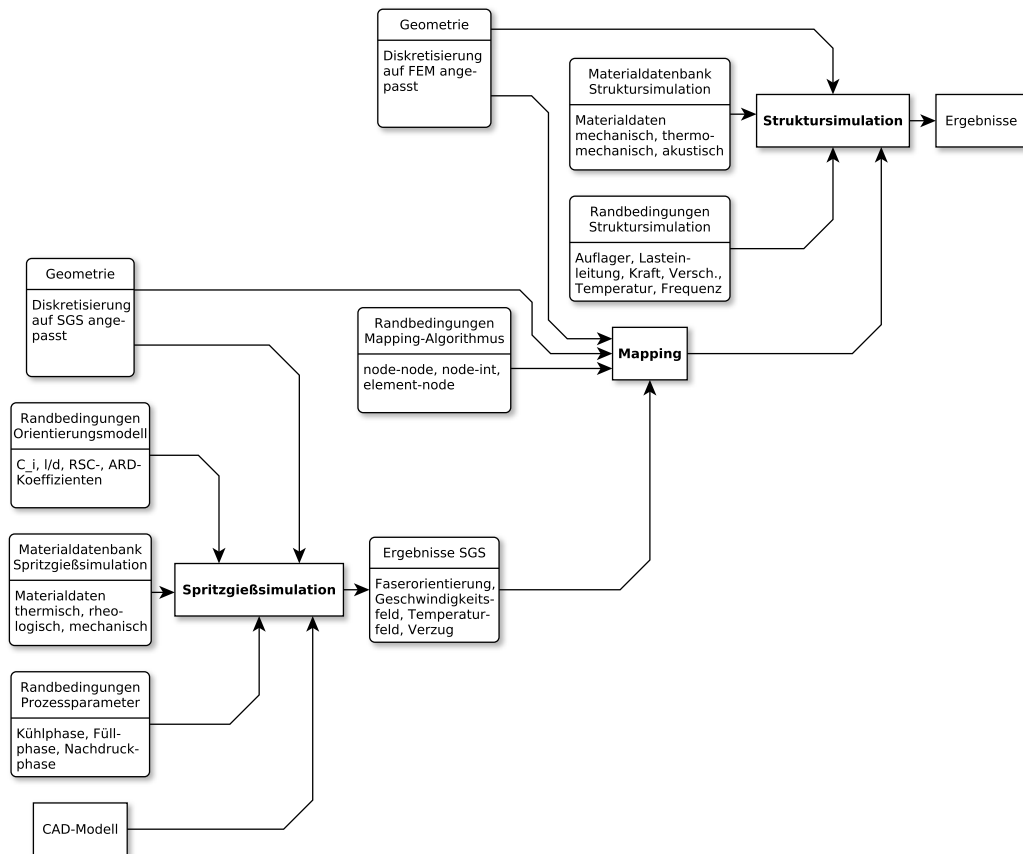 Geometrie
Diskretisierung
auf FEM ange-
passt
Materialdatenbank
Struktursimulation
Materialdaten
mechanisch, thermo-
mechanisch, akustisch
Struktursimulation
Ergebnisse
Randbedingungen
Struktursimulation
Auflager, Lastein-
leitung, Kraft, Versch.,
Temperatur, Frequenz
Geometrie
Diskretisierung
auf SGS ange-
passt
Randbedingungen
Mapping-Algorithmus
node-node, node-int,
element-node
Mapping
Randbedingungen
Orientierungsmodell
C_i, l/d, RSC-, ARD-
Koeffizienten
Materialdatenbank
Spritzgießsimulation
Materialdaten
thermisch, rheo-
logisch, mechanisch
Spritzgießsimulation
Ergebnisse SGS
Faserorientierung,
Geschwindigkeits-
feld, Temperatur-
feld, Verzug
Randbedingungen
Prozessparameter
Kühlphase, Füll-
phase, Nachdruck-
phase
CAD-Modell